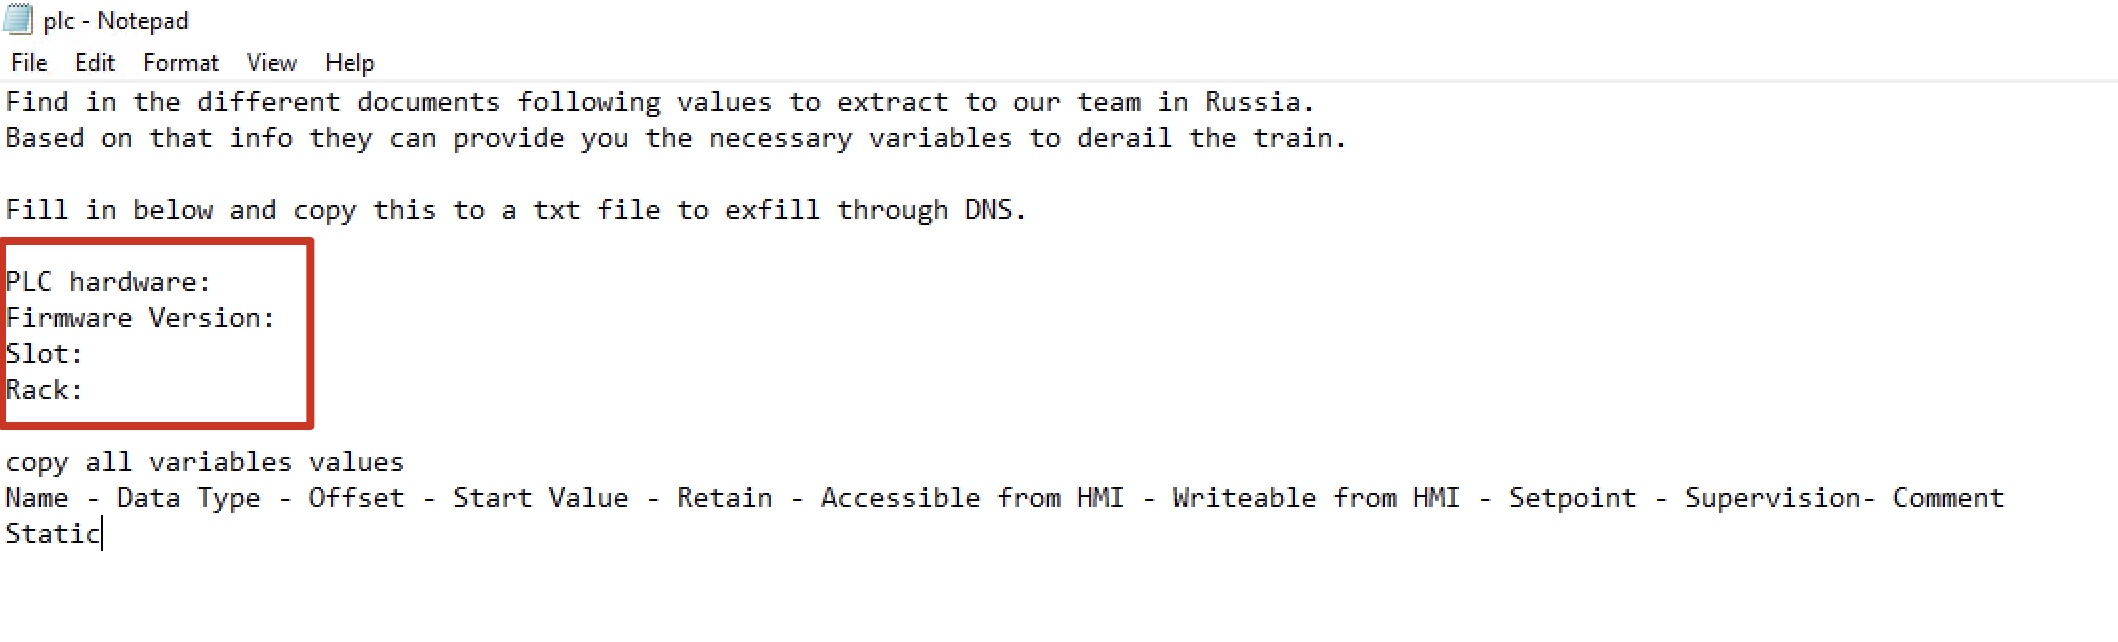 plc - Notepad
File Edit Format View Help
Find in the different documents following values to extract to our team in Russia.
Based on that info they can provide you the necessary variables to derail the train.
Fill in below and copy this to a txt file to exfill through DNS.
PLC hardware:
Firmware Version:
Slot:
Rack:
copy all variables values
Name - Data Type - Offset - Start Value - Retain - Accessible from HMI - Writeable from HMI - Setpoint - Supervision- Comment
Static